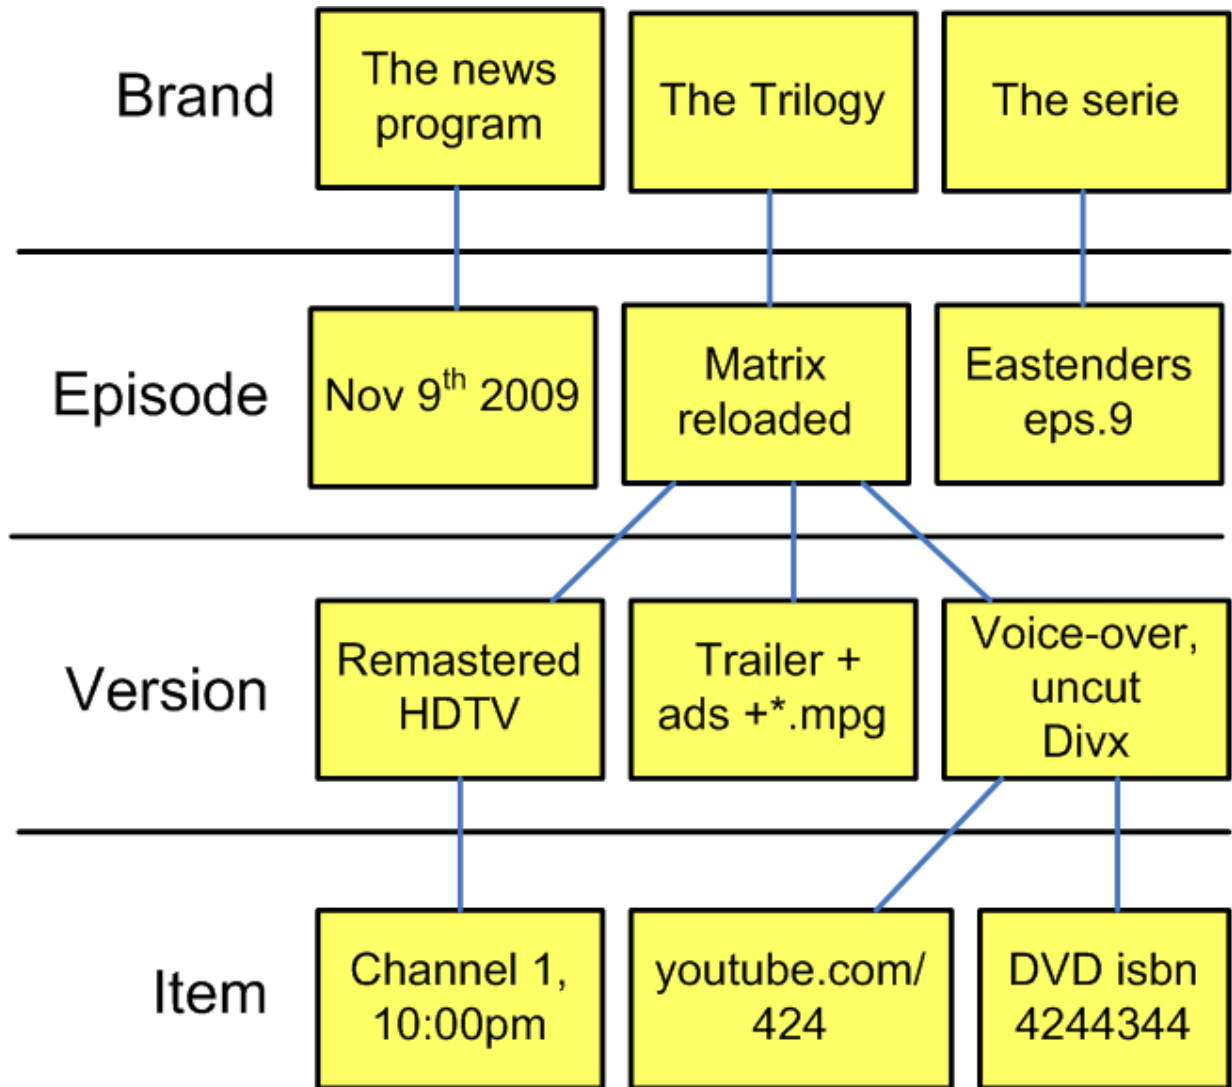 Brand
The news
program
The Trilogy
The serie
Episode
Nov 9th 2009
Matrix
reloaded
Eastenders
eps.9
Version
Remastered
HDTV
Trailer +
ads +*.mpg
Voice-over,
uncut
Divx
Item
Channel 1,
10:00pm
youtube.com/
424
DVD isbn
4244344